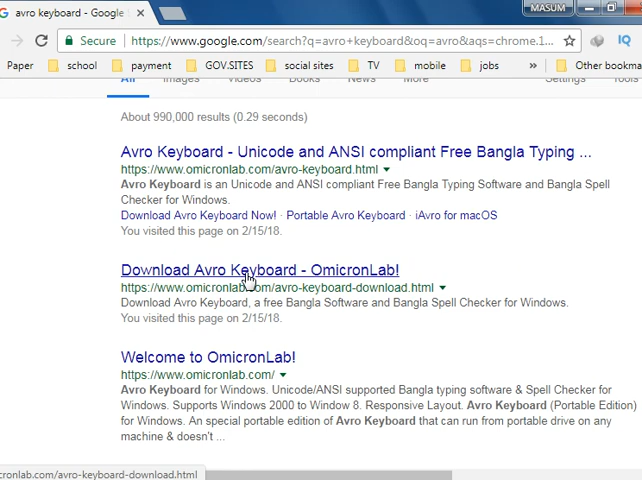 avro keyboard - Google
MASUM
Secure https://www.google.com/search?q=avro+keyboard&oq=avro&aqs=chrome.1...
IQ
Paper school payment GOV.SITES social sites TV mobile jobs » Other bookma
All Images Videos Books News More Settings Tools
About 990,000 results (0.29 seconds)
Avro Keyboard - Unicode and ANSI compliant Free Bangla Typing ...
https://www.omicronlab.com/avro-keyboard.html
Avro Keyboard is an Unicode and ANSI compliant Free Bangla Typing Software and Bangla Spell
Checker for Windows.
Download Avro Keyboard Now! · Portable Avro Keyboard · iAvro for macOS
You visited this page on 2/15/18.
Download Avro Keyboard - OmicronLab!
https://www.omicronlab.com/avro-keyboard-download.html
Download Avro Keyboard, a free Bangla Software and Bangla Spell Checker for Windows.
You visited this page on 2/15/18.
Welcome to OmicronLab!
https://www.omicronlab.com/
Avro Keyboard for Windows. Unicode/ANSI supported Bangla typing software & Spell Checker for
Windows. Supports Windows 2000 to Window 8. Responsive Layout. Avro Keyboard (Portable Edition)
for Windows. An special portable edition of Avro Keyboard that can run from portable drive on any
machine & doesn't ...
cronlab.com/avro-keyboard-download.html